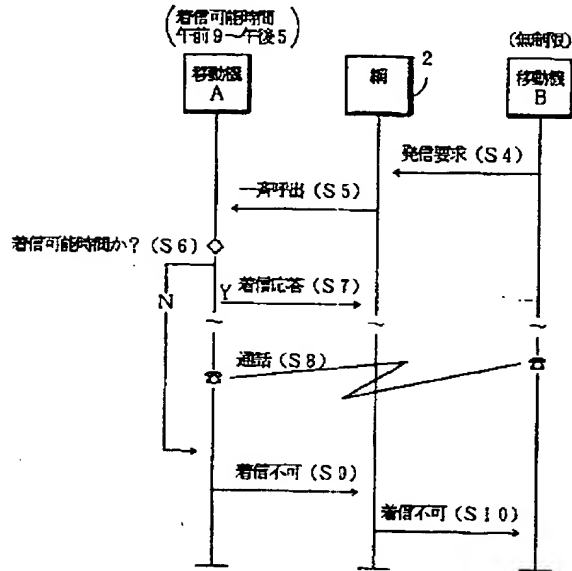 (着信可能時間
午前9～午後5)
移動機
A
網
2
(無制限)
移動機
B
発信要求(S4)
一斉呼出(S5)
着信可能時間か?(S6)
N
Y
着信応答(S7)
～
～
～
通話(S8)
着信不可(S9)
着信不可(S10)